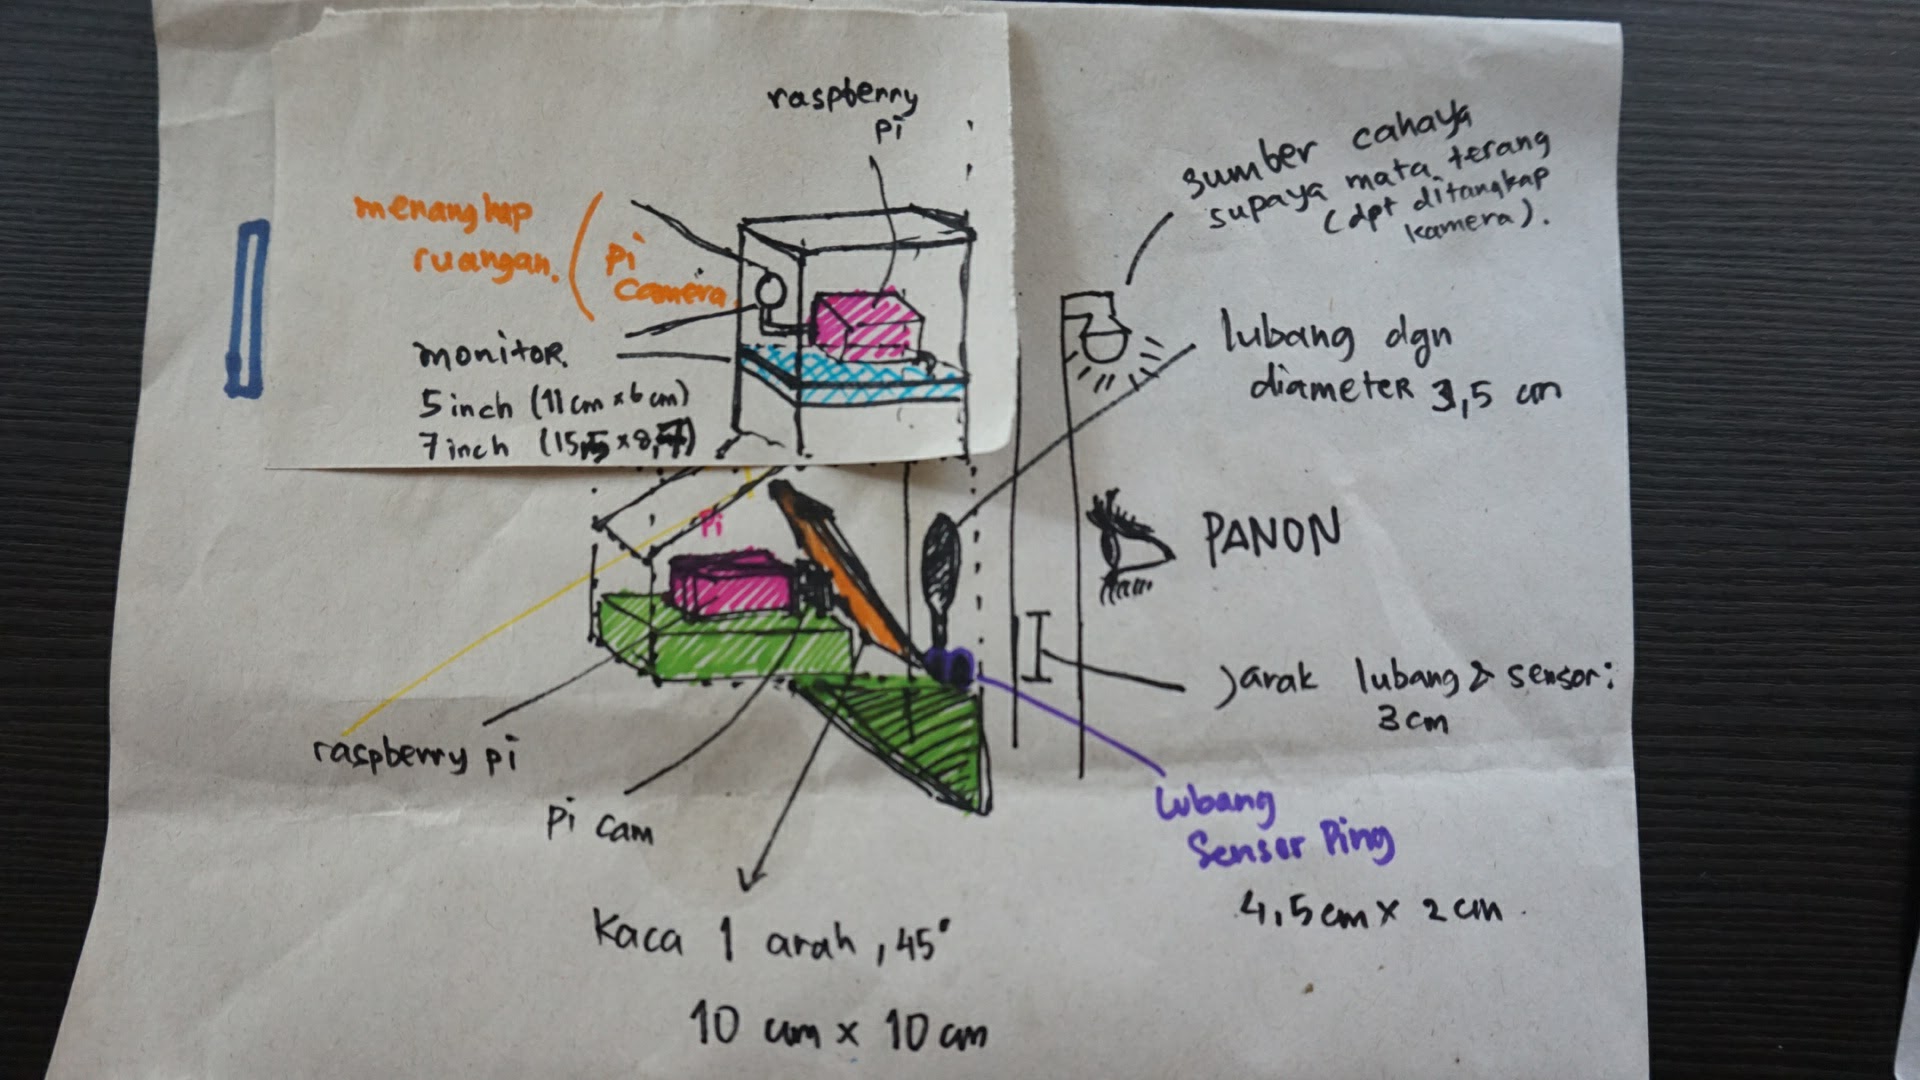 raspberry
pi
menangkap
ruangan.
Pi
Camera.
monitor.
5 inch (11 cm x 6 cm)
7 inch (15,5 x 8,
sumber cahaya
supaya mata terang
(dpt ditangkap
kamera).
lubang dgn
diameter 3,5 cm
Pi
PANON
jarak lubang & sensor:
3 cm
raspberry pi
Pi cam
Lubang
Sensor Ping
4,5 cm x 2 cm
Kaca 1 arah, 45°
10 cm x 10 cm